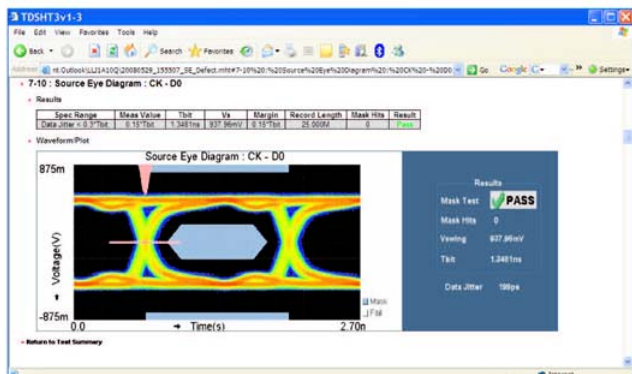 TDSHT3v1-3
File Edit View Favorites Tools Help
Back Search Favorites
Go Google Settings
7-10 : Source Eye Diagram : CK - D0
Results
Spec Range Meas Value Tbit Vs Margin Record Length Mask Hits Result
Data Jitter < 0.3*Tbit 0.15*Tbit 1.3481ns 937.96mV 0.15*Tbit 25.000M 0 Pass
Waveform/Plot
Source Eye Diagram : CK - D0
875m
Voltage(V)
-875m
0.0 Time(s) 2.70n
Mask
Fail
Results
Mask Test PASS
Mask Hits 0
Vswing 937.96mV
Tbit 1.3481ns
Data Jitter 199ps
Return to Test Summary